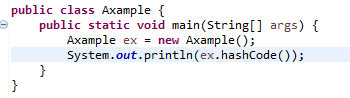 public class Axample {
    public static void main(String[] args) {
        Axample ex = new Axample();
        System.out.println(ex.hashCode());
    }
}